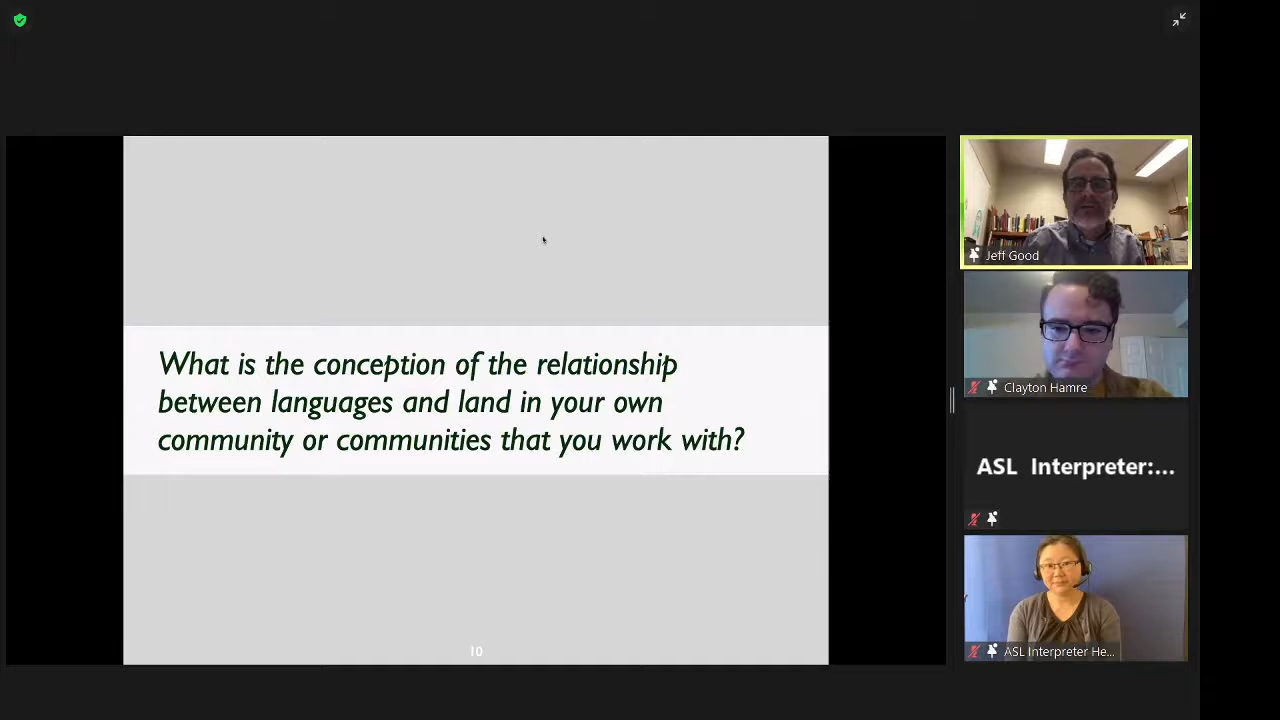 What is the conception of the relationship
between languages and land in your own
community or communities that you work with?
10
Jeff Good
Clayton Hamre
ASL Interpreter:...
ASL Interpreter He...